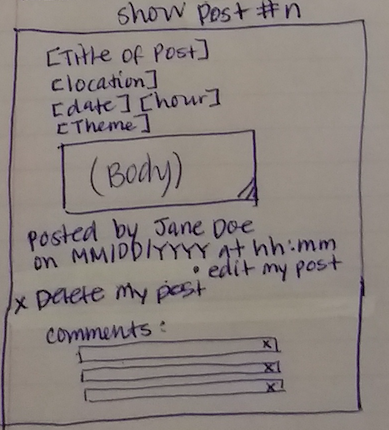 show post #n
[Title of Post]
[location]
[date] [hour]
[Theme]
(Body)
posted by Jane Doe
on MM/DD/YYYY at hh:mm
• edit my post
x Delete my post
comments:
x
x
x